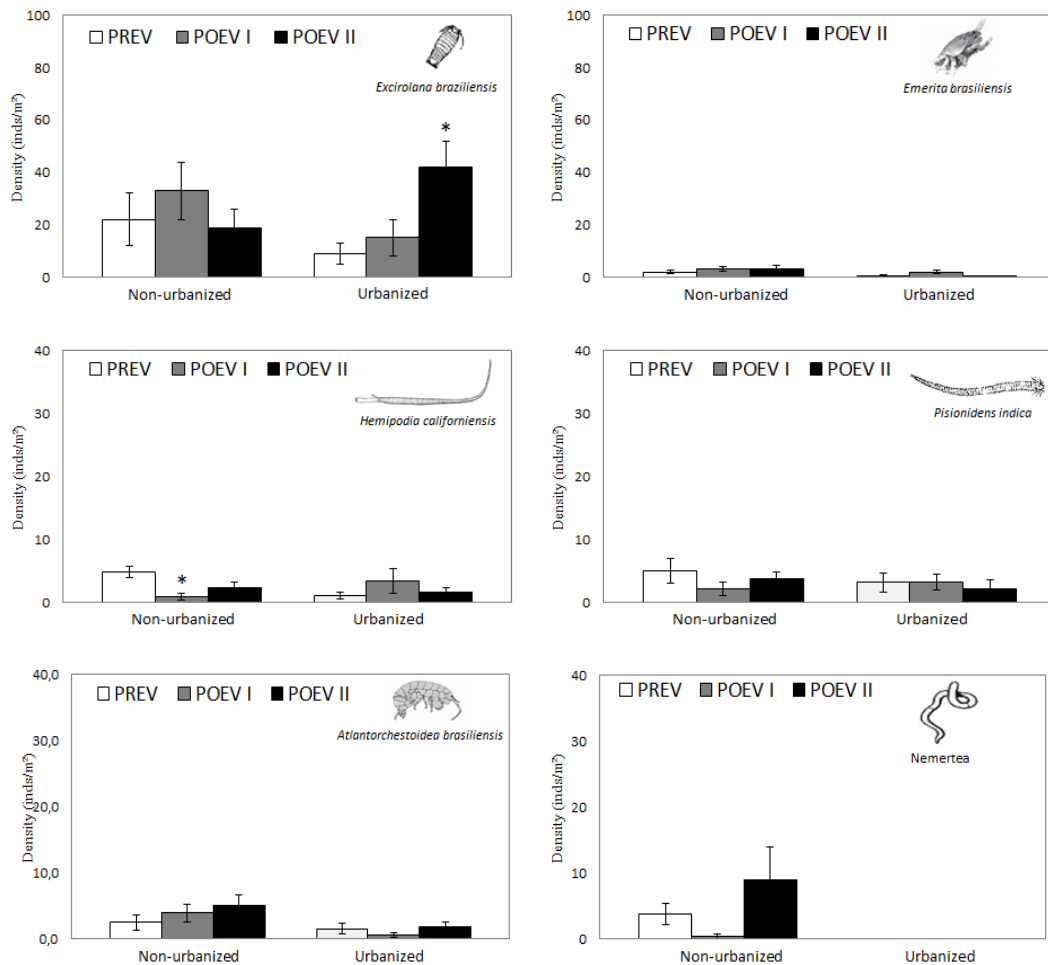 100
80
60
40
20
0
Density (inds/m²)
PREV POEV I POEV II
Excirolana braziliensis
*
Non-urbanized Urbanized
100
80
60
40
20
0
Density (inds/m²)
PREV POEV I POEV II
Emerita brasiliensis
Non-urbanized Urbanized
40
30
20
10
0
Density (inds/m²)
PREV POEV I POEV II
Hemipodia californiensis
*
Non-urbanized Urbanized
40
30
20
10
0
Density (inds/m²)
PREV POEV I POEV II
Pisionidens indica
Non-urbanized Urbanized
40,0
30,0
20,0
10,0
0,0
Density (inds/m²)
PREV POEV I POEV II
Atlantorchestoidea brasiliensis
Non-urbanized Urbanized
40
30
20
10
0
Density (inds/m²)
PREV POEV I POEV II
Nemertea
Non-urbanized Urbanized